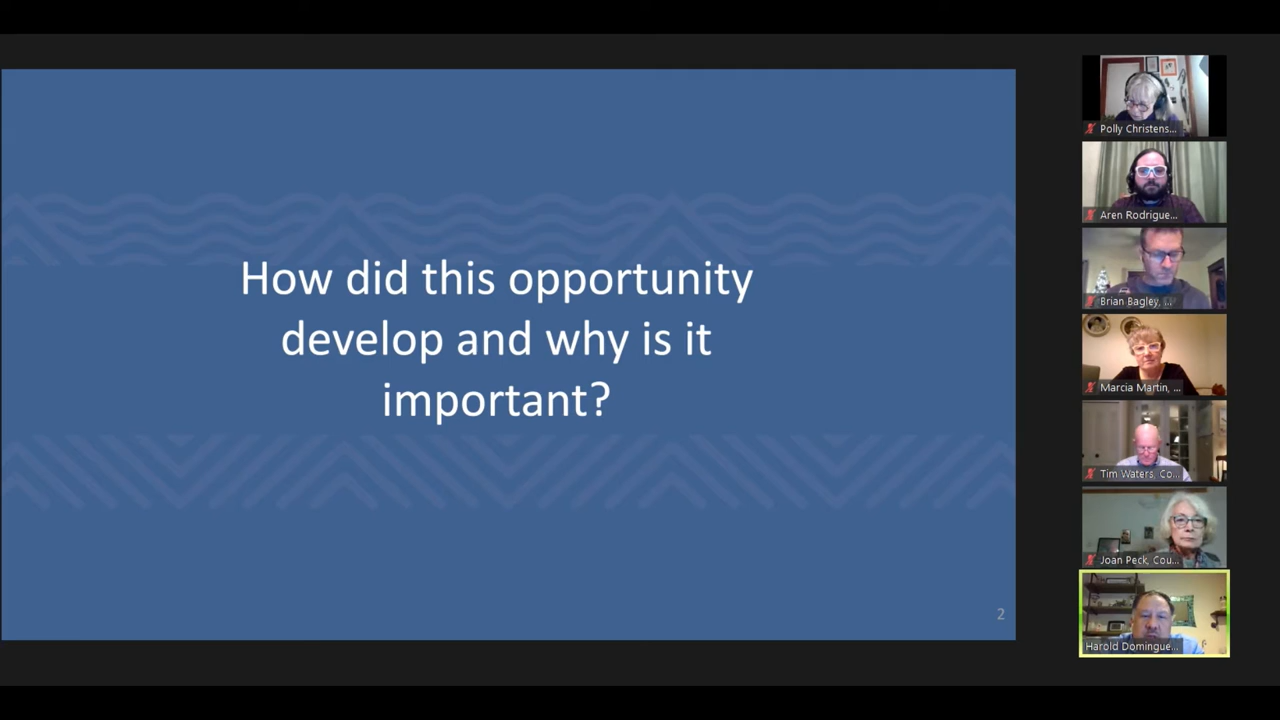 How did this opportunity
develop and why is it
important?
2
Polly Christens...
Aren Rodrigue...
Brian Bagley, ...
Marcia Martin, ...
Tim Waters, Co...
Joan Peck, Cou...
Harold Domingue...